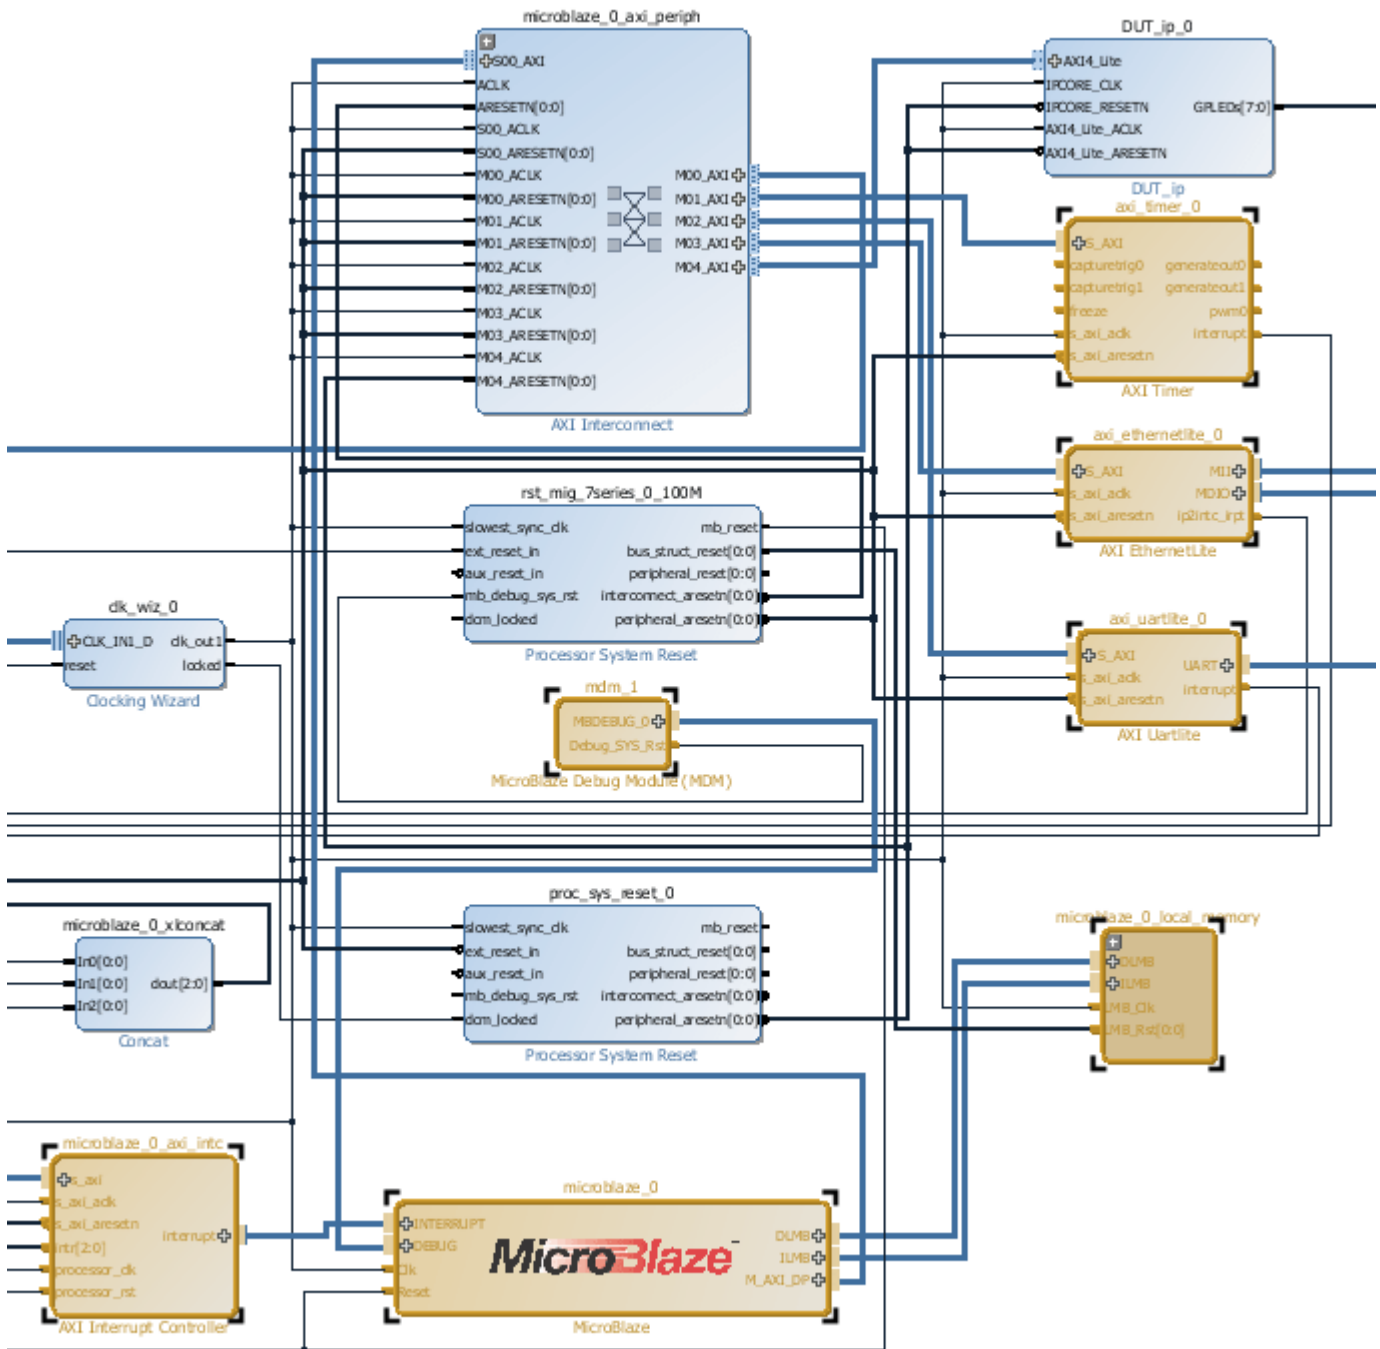 microblaze_0_axi_periph
S00_AXI
ACLK
ARESETN[0:0]
S00_ACLK
S00_ARESETN[0:0]
M00_ACLK
M00_ARESETN[0:0]
M01_ACLK
M01_ARESETN[0:0]
M02_ACLK
M02_ARESETN[0:0]
M03_ACLK
M03_ARESETN[0:0]
M04_ACLK
M04_ARESETN[0:0]
M00_AXI
M01_AXI
M02_AXI
M03_AXI
M04_AXI
AXI Interconnect
DUT_ip_0
AXI4_Lite
IPCORE_CLK
IPCORE_RESETN
AXI4_Lite_ACLK
AXI4_Lite_ARESETN
GPLEDs[7:0]
DUT_ip
axi_timer_0
S_AXI
capturetrig0
capturetrig1
freeze
s_axi_aclk
s_axi_aresetn
generateout0
generateout1
pwm0
interrupt
AXI Timer
axi_ethernetlite_0
S_AXI
s_axi_aclk
s_axi_aresetn
MII
MDIO
ip2intc_irpt
AXI EthernetLite
rst_mig_7series_0_100M
slowest_sync_clk
ext_reset_in
aux_reset_in
mb_debug_sys_rst
dcm_locked
mb_reset
bus_struct_reset[0:0]
peripheral_reset[0:0]
interconnect_aresetn[0:0]
peripheral_aresetn[0:0]
Processor System Reset
clk_wiz_0
CLK_IN1_D
reset
clk_out1
locked
Clocking Wizard
axi_uartlite_0
S_AXI
s_axi_aclk
s_axi_aresetn
UART
interrupt
AXI Uartlite
mdm_1
MBDEBUG_0
Debug_SYS_Rst
MicroBlaze Debug Module (MDM)
proc_sys_reset_0
slowest_sync_clk
ext_reset_in
aux_reset_in
mb_debug_sys_rst
dcm_locked
mb_reset
bus_struct_reset[0:0]
peripheral_reset[0:0]
interconnect_aresetn[0:0]
peripheral_aresetn[0:0]
Processor System Reset
microblaze_0_xlconcat
In0[0:0]
In1[0:0]
In2[0:0]
dout[2:0]
Concat
microblaze_0_local_memory
DLMB
ILMB
LMB_Clk
LMB_Rst[0:0]
microblaze_0_axi_intc
s_axi
s_axi_aclk
s_axi_aresetn
intr[2:0]
processor_clk
processor_rst
interrupt
AXI Interrupt Controller
microblaze_0
INTERRUPT
DEBUG
Clk
Reset
MicroBlaze™
DLMB
ILMB
M_AXI_DP
MicroBlaze